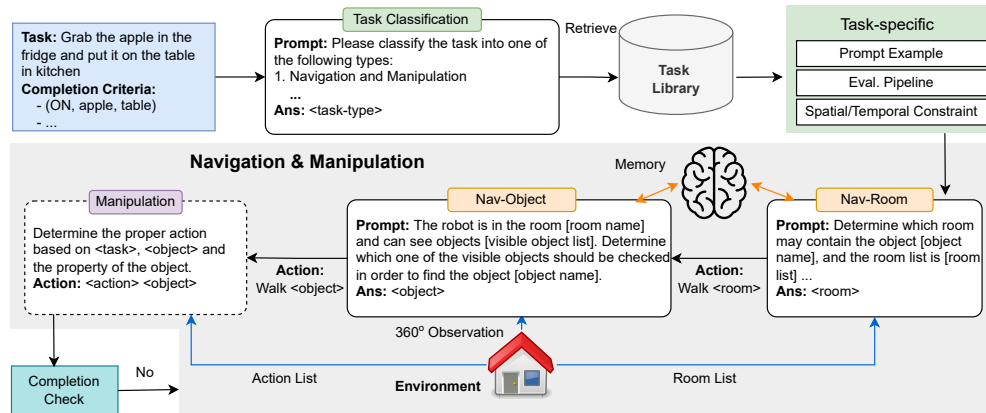 Task: Grab the apple in the
fridge and put it on the table
in kitchen
Completion Criteria:
- (ON, apple, table)
- ...
Task Classification
Prompt: Please classify the task into one of
the following types:
1. Navigation and Manipulation
...
Ans: <task-type>
Retrieve
Task
Library
Task-specific
Prompt Example
Eval. Pipeline
Spatial/Temporal Constraint
Navigation & Manipulation
Memory
Manipulation
Determine the proper action
based on <task>, <object> and
the property of the object.
Action: <action> <object>
Action:
Walk <object>
Nav-Object
Prompt: The robot is in the room [room name]
and can see objects [visible object list]. Determine
which one of the visible objects should be checked
in order to find the object [object name].
Ans: <object>
Action:
Walk <room>
Nav-Room
Prompt: Determine which room
may contain the object [object
name], and the room list is [room
list] ...
Ans: <room>
360° Observation
Action List
Environment
Room List
Completion
Check
No